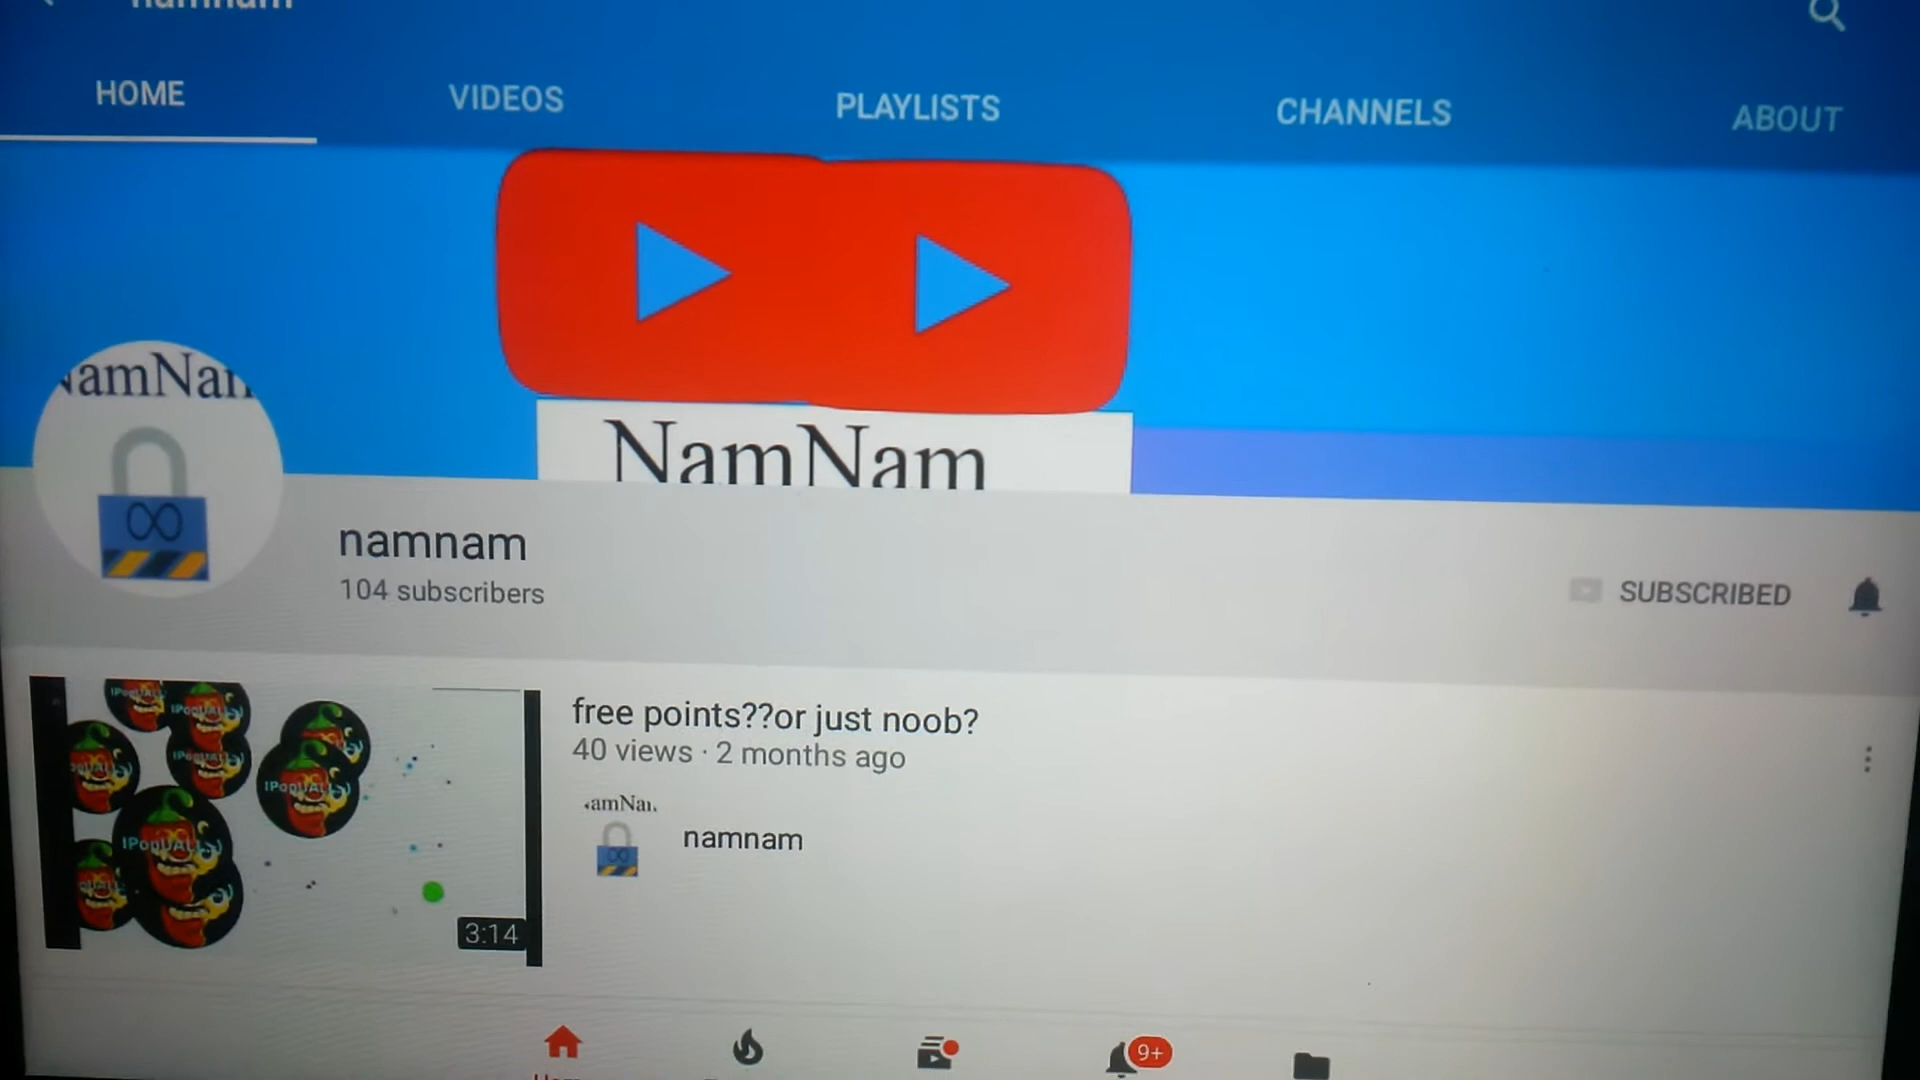 namnam
HOME
VIDEOS
PLAYLISTS
CHANNELS
ABOUT
NamNam
namnam
104 subscribers
SUBSCRIBED
free points??or just noob?
40 views · 2 months ago
namnam
3:14
9+